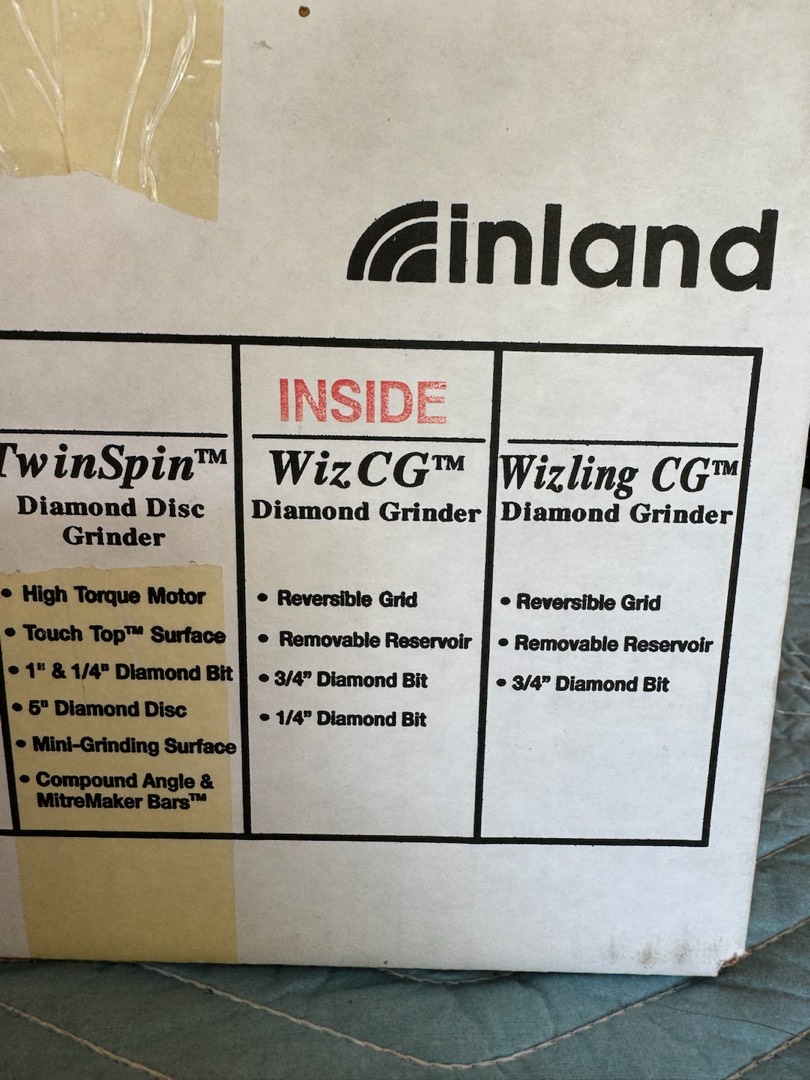 inland
TwinSpin™
Diamond Disc
Grinder
• High Torque Motor
• Touch Top™ Surface
• 1" & 1/4" Diamond Bit
• 5" Diamond Disc
• Mini-Grinding Surface
• Compound Angle &
MitreMaker Bars™
INSIDE
WizCG™
Diamond Grinder
• Reversible Grid
• Removable Reservoir
• 3/4" Diamond Bit
• 1/4" Diamond Bit
Wizling CG™
Diamond Grinder
• Reversible Grid
• Removable Reservoir
• 3/4" Diamond Bit